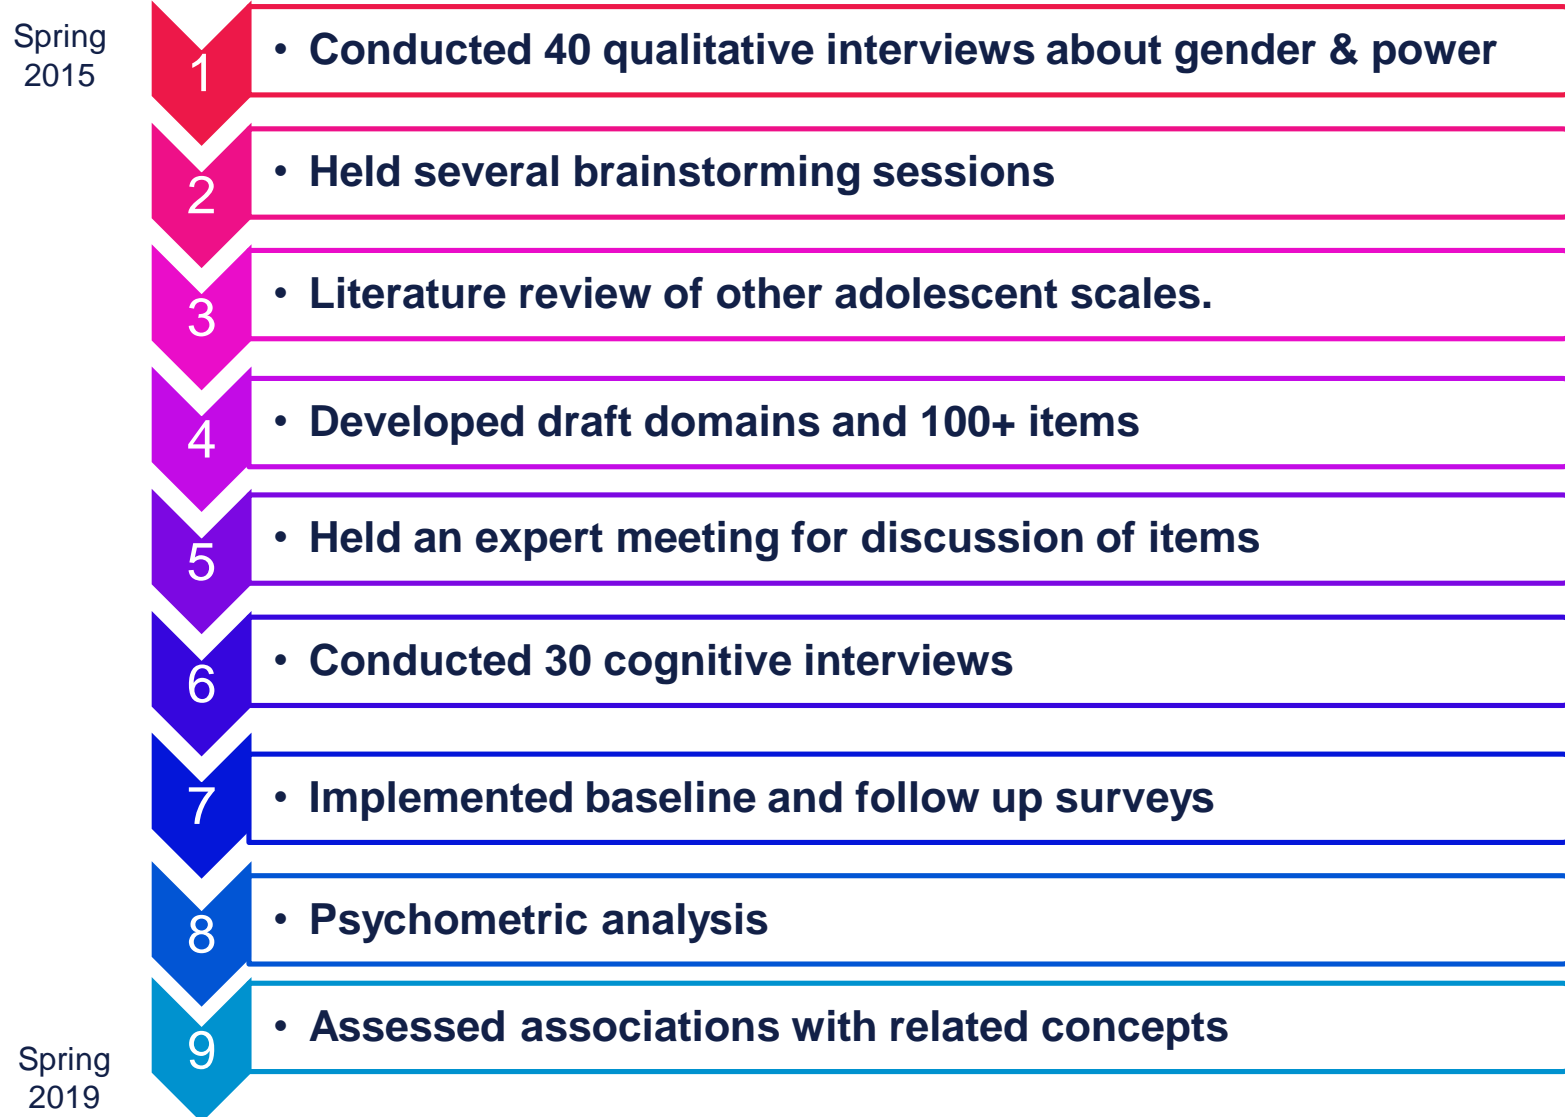 Spring
2015
1
• Conducted 40 qualitative interviews about gender & power
2
• Held several brainstorming sessions
3
• Literature review of other adolescent scales.
4
• Developed draft domains and 100+ items
5
• Held an expert meeting for discussion of items
6
• Conducted 30 cognitive interviews
7
• Implemented baseline and follow up surveys
8
• Psychometric analysis
9
• Assessed associations with related concepts
Spring
2019